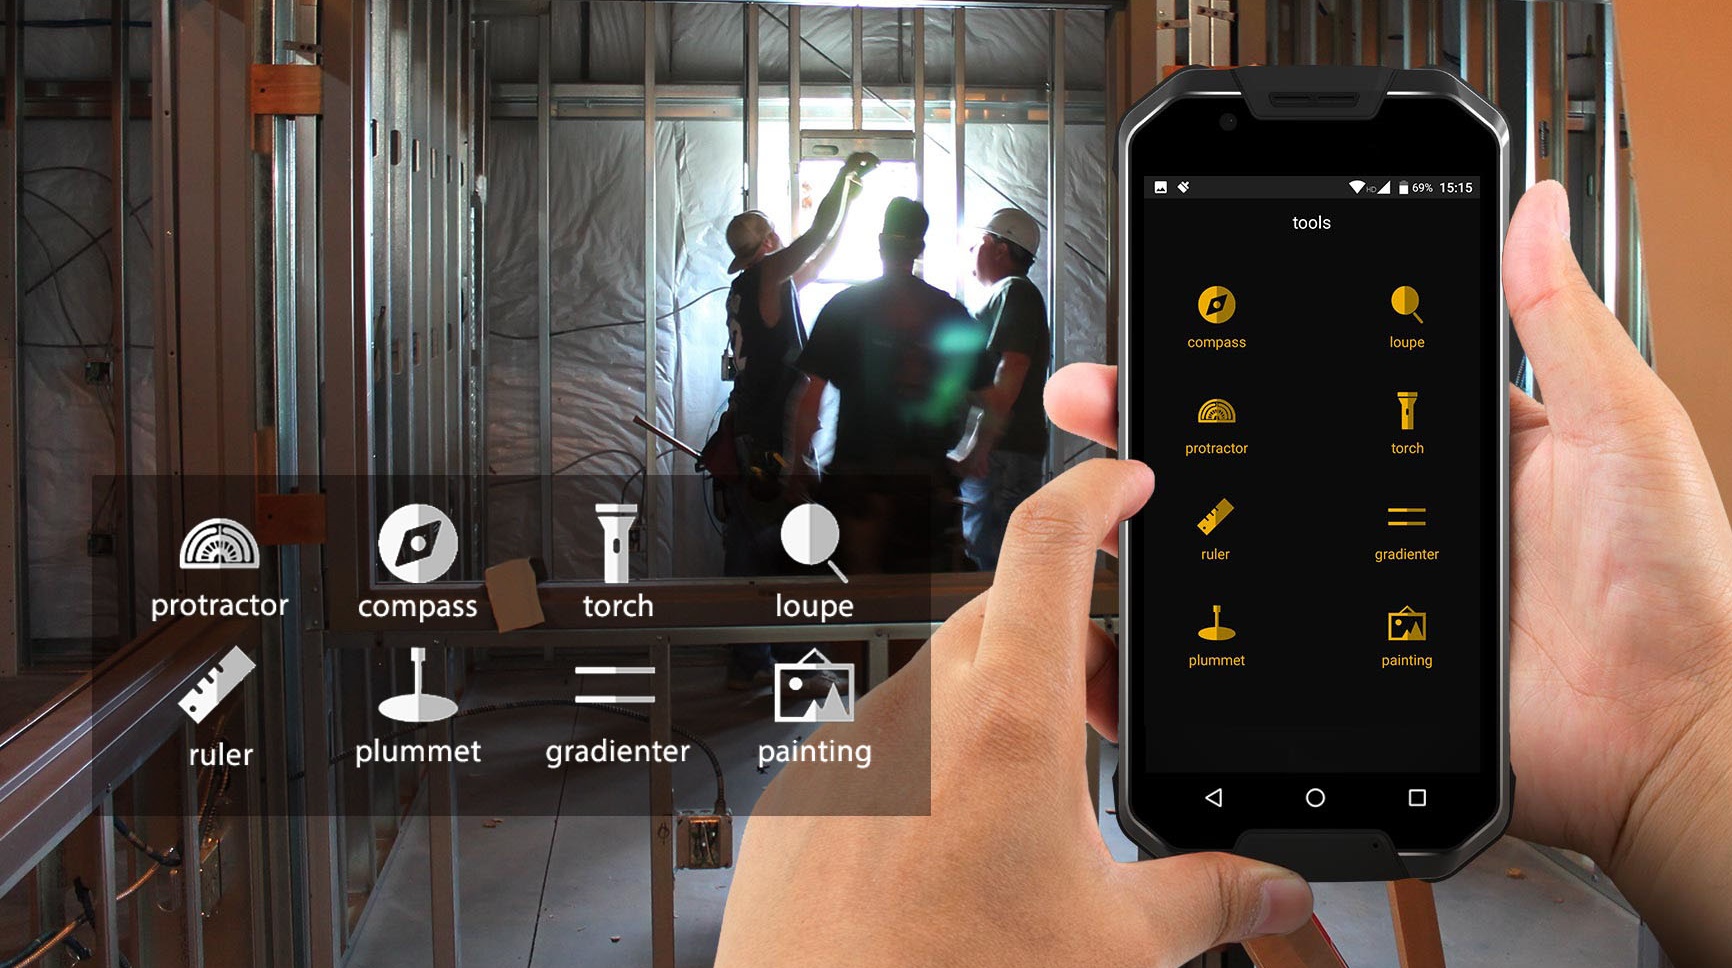 HD 69% 15:15
tools
compass loupe
protractor torch
ruler gradienter
plummet painting
protractor compass torch loupe
ruler plummet gradienter painting